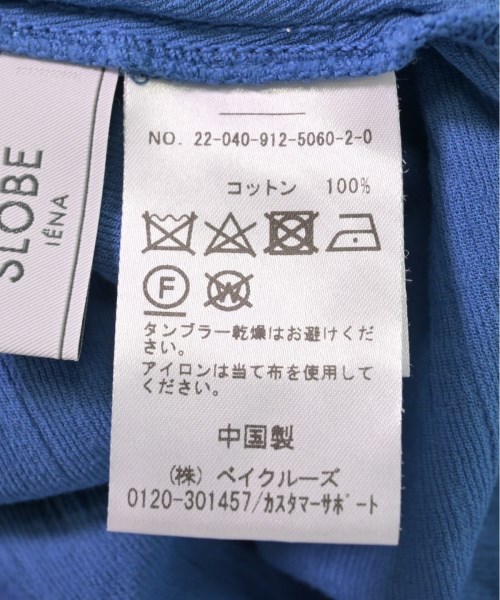 SLOBE
IÉNA
NO. 22-040-912-5060-2-0
コットン 100%
F
W
タンブラー乾燥はお避けくだ
さい。
アイロンは当て布を使用して
ください。
中国製
（株）ベイクルーズ
0120-301457/ｶｽﾀﾏｰｻﾎﾟｰﾄ